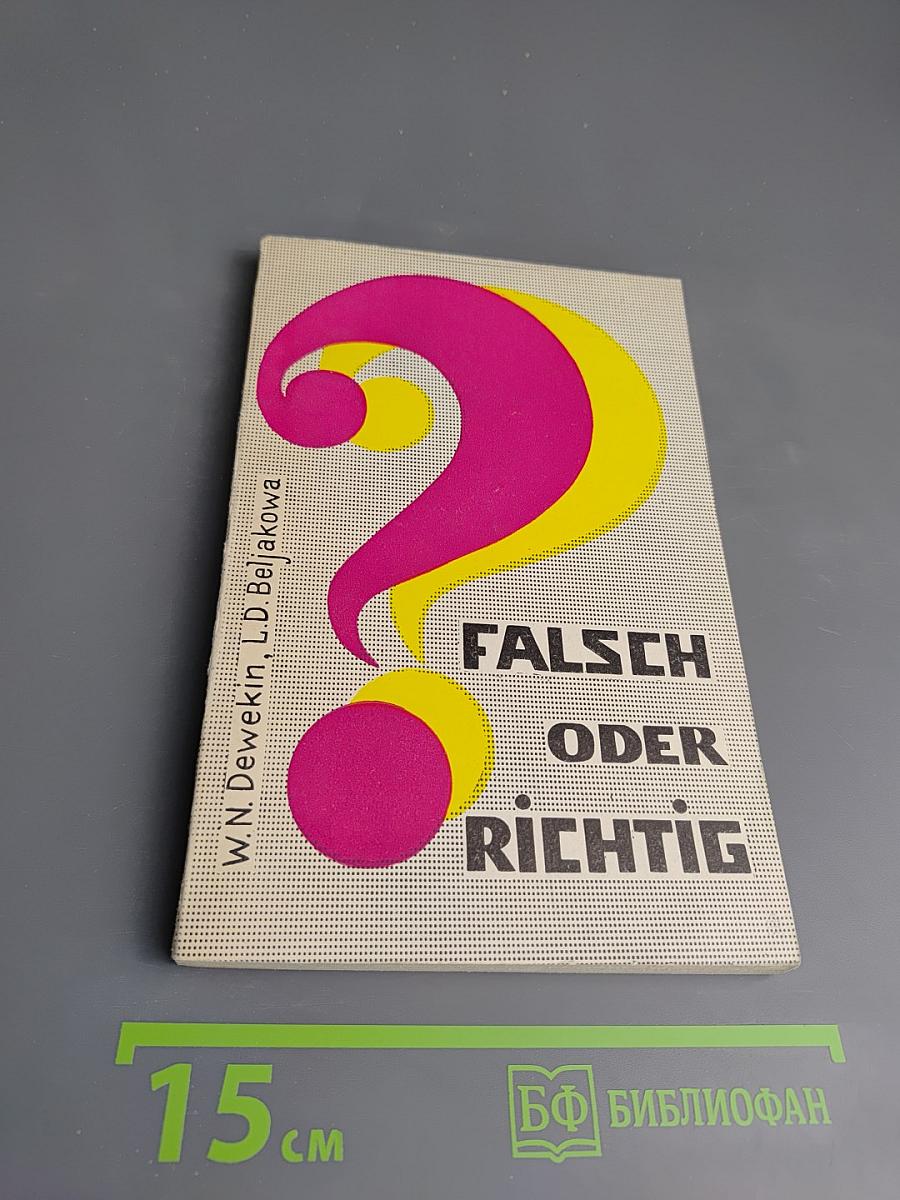 W.N. Dewekin, L.D. Beljakowa
FALSCH
ODER
RiCHTiG
15 см
БФ БИБЛИОФАН